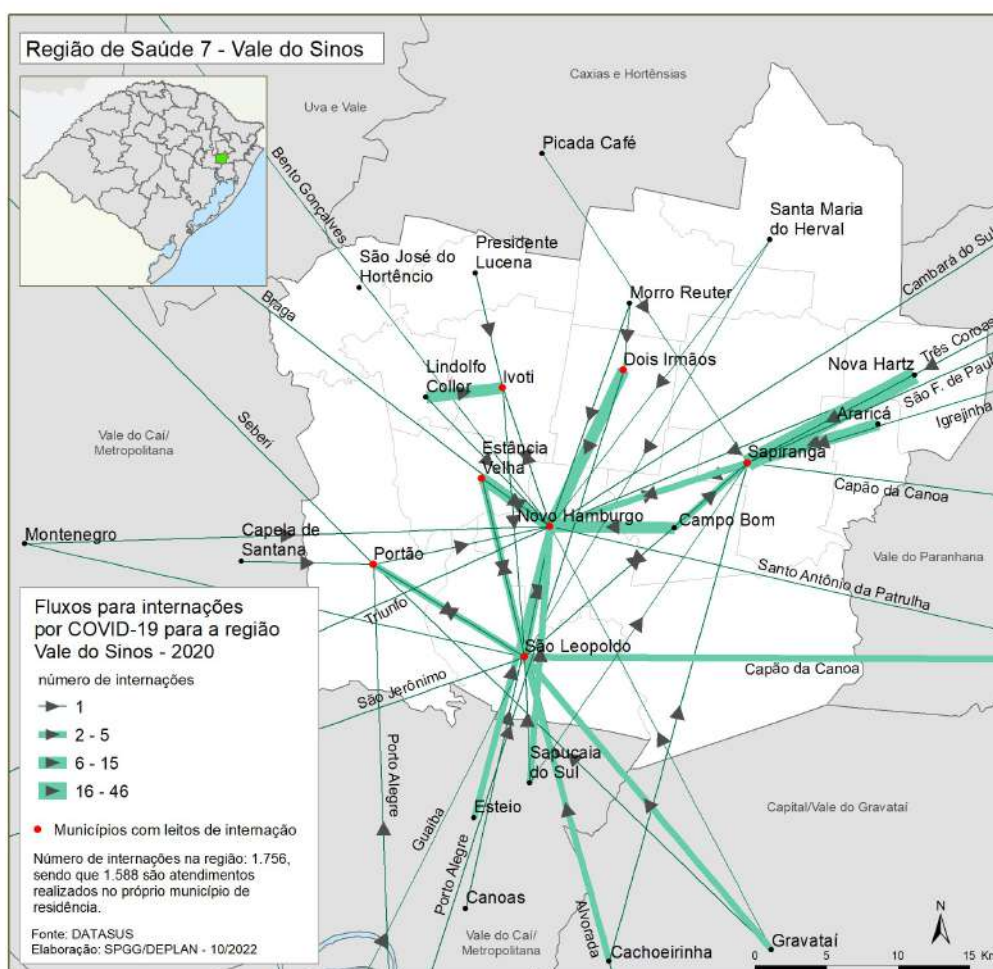 Região de Saúde 7 - Vale do Sinos
Caxias e Hortênsias
Uva e Vale
Picada Café
Bento Gonçalves
Santa Maria
do Herval
Presidente
Lucena
São José do
Hortêncio
Cambará do Sul
Morro Reuter
Braga
Três Coroas
Dois Irmãos
Nova Hartz
São F. de Paula
Lindolfo
Collor
Ivoti
Araricá
Igrejinha
Seberi
Vale do Caí/
Metropolitana
Estância
Velha
Sapiranga
Capão da Canoa
Novo Hamburgo
Campo Bom
Montenegro
Capela de
Santana
Portão
Vale do Paranhana
Santo Antônio da Patrulha
Triunfo
Fluxos para internações
por COVID-19 para a região
Vale do Sinos - 2020
número de internações
1
2 - 5
6 - 15
16 - 46
Municípios com leitos de internação
Número de internações na região: 1.756,
sendo que 1.588 são atendimentos
realizados no próprio município de
residência.
Fonte: DATASUS
Elaboração: SPGG/DEPLAN - 10/2022
São Leopoldo
Capão da Canoa
São Jerônimo
Porto Alegre
Sapucaia
do Sul
Guaíba
Esteio
Capital/Vale do Gravataí
Porto Alegre
Canoas
Alvorada
Vale do Caí/
Metropolitana
Cachoeirinha
Gravataí
N
0 5 10 15 Km